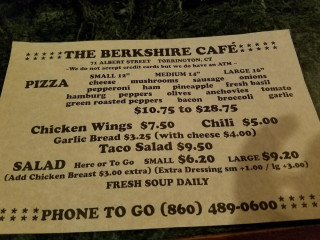 THE BERKSHIRE CAFÉ
71 ALBERT STREET TORRINGTON, CT
- We do not accept credit cards but we do have an ATM -
PIZZA SMALL 12" MEDIUM 14" LARGE 16"
cheese mushrooms sausage onions
pepperoni ham pineapple fresh basil
hamburg peppers olives anchovies tomato
green roasted peppers bacon broccoli garlic
$10.75 to $28.75
Chicken Wings $7.50 Chili $5.00
Garlic Bread $3.25 (with cheese $4.00)
Taco Salad $9.50
SALAD Here or To Go SMALL $6.20 LARGE $9.20
(Add Chicken Breast $3.00 extra) (Extra Dressing sm +1.00 / lg +3.00)
FRESH SOUP DAILY
PHONE TO GO (860) 489-0600